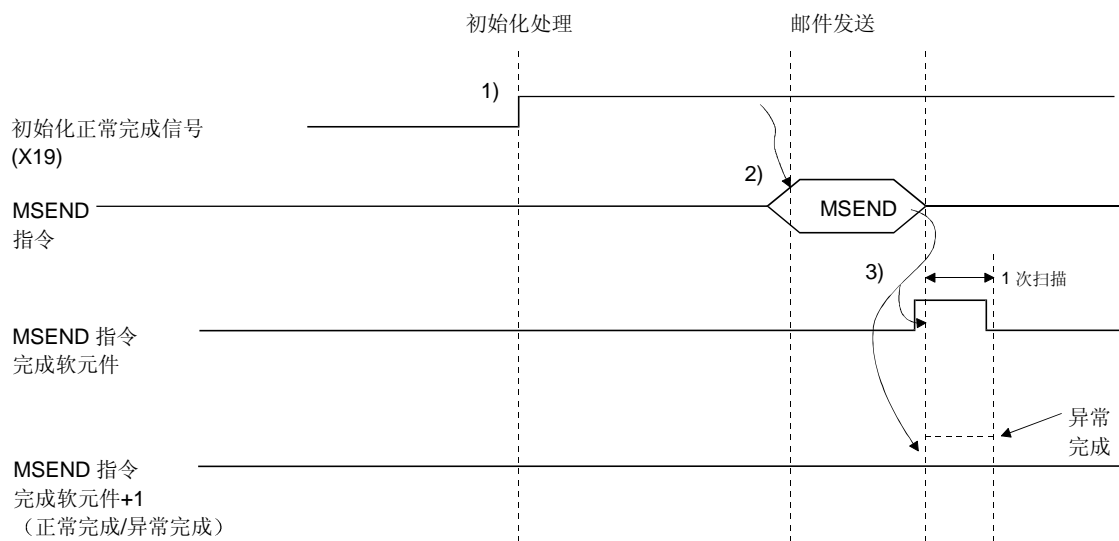 初始化处理
邮件发送
1)
初始化正常完成信号
(X19)
2)
MSEND
指令
MSEND
3)
1 次扫描
MSEND 指令
完成软元件
异常
完成
MSEND 指令
完成软元件+1
（正常完成/异常完成）